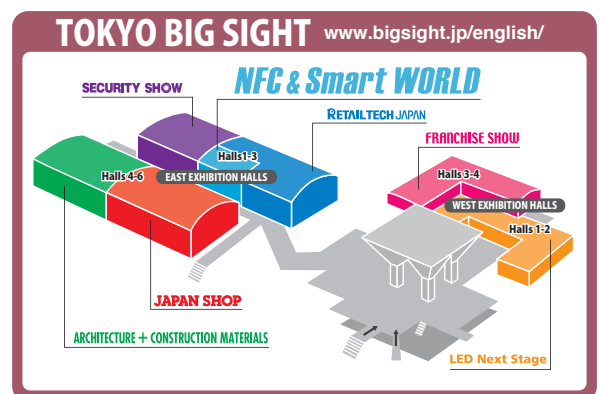 TOKYO BIG SIGHT www.bigsight.jp/english/
NFC & Smart WORLD
SECURITY SHOW
RETAILTECH JAPAN
FRANCHISE SHOW
Halls1-3
Halls 4-6
EAST EXHIBITION HALLS
Halls 3-4
WEST EXHIBITION HALLS
Halls 1-2
JAPAN SHOP
ARCHITECTURE + CONSTRUCTION MATERIALS
LED Next Stage